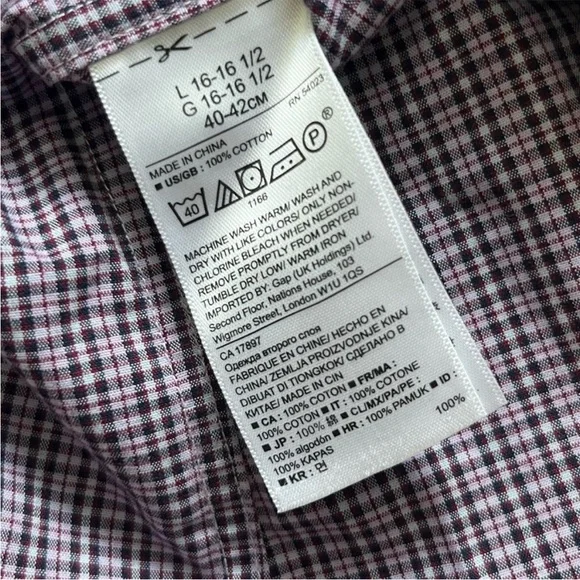 L 16-16 1/2
G 16-16 1/2
40-42CM
RN 54023
MADE IN CHINA
■ US/GB : 100% COTTON
40 P
1166
MACHINE WASH WARM/ WASH AND
DRY WITH LIKE COLORS/ ONLY NON-
CHLORINE BLEACH WHEN NEEDED/
REMOVE PROMPTLY FROM DRYER/
TUMBLE DRY LOW/ WARM IRON
IMPORTED BY: Gap (UK Holdings) Ltd.
Second Floor, Nations House, 103
Wigmore Street, London W1U 1QS
CA 17897
Одежда второго слоя
FABRIQUE EN CHINE/ HECHO EN
CHINA/ ZEMLJA PROIZVODNJE KINA/
DIBUAT DI TIONGKOK/ СДЕЛАНО В
КИТАЕ/ MADE IN CIN
■ CA : 100% COTON ■ FR/MA :
100% COTON ■ IT : 100% COTONE
■ JP : 100% 綿 ■ CL/MX/PA/PE :
100% algodón ■ HR : 100% PAMUK ■ ID :
100% KAPAS
■ KR : 면
100%